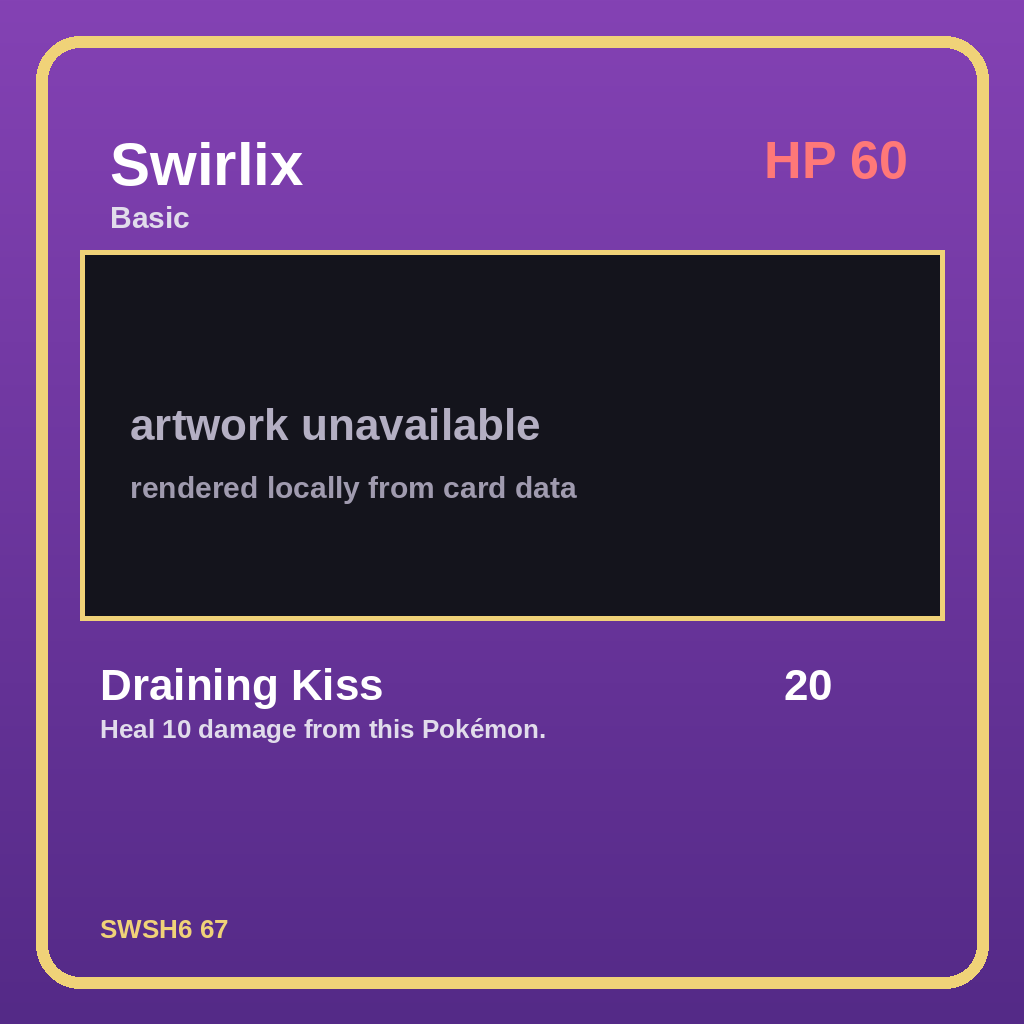 Swirlix
HP 60
Basic
artwork unavailable
rendered locally from card data
Draining Kiss
20
Heal 10 damage from this Pokémon.
SWSH6 67